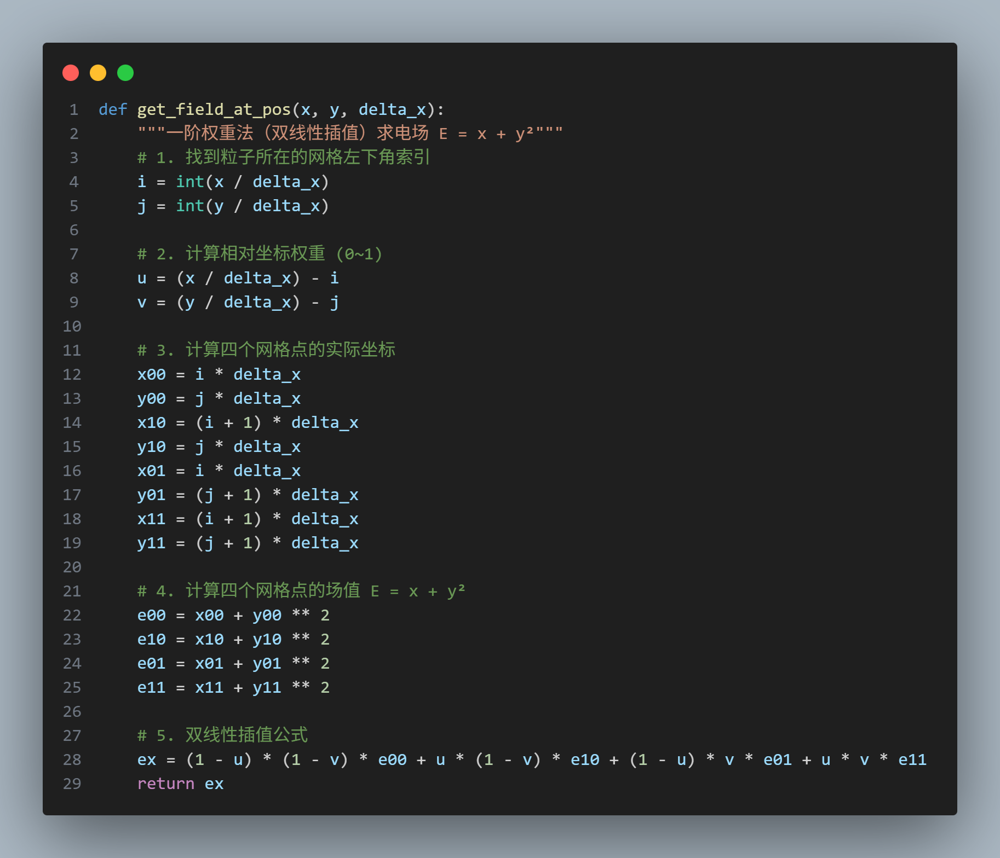 1 def get_field_at_pos(x, y, delta_x):
2 """一阶权重法（双线性插值）求电场 E = x + y²"""
3 # 1. 找到粒子所在的网格左下角索引
4 i = int(x / delta_x)
5 j = int(y / delta_x)
6
7 # 2. 计算相对坐标权重 (0~1)
8 u = (x / delta_x) - i
9 v = (y / delta_x) - j
10
11 # 3. 计算四个网格点的实际坐标
12 x00 = i * delta_x
13 y00 = j * delta_x
14 x10 = (i + 1) * delta_x
15 y10 = j * delta_x
16 x01 = i * delta_x
17 y01 = (j + 1) * delta_x
18 x11 = (i + 1) * delta_x
19 y11 = (j + 1) * delta_x
20
21 # 4. 计算四个网格点的场值 E = x + y²
22 e00 = x00 + y00 ** 2
23 e10 = x10 + y10 ** 2
24 e01 = x01 + y01 ** 2
25 e11 = x11 + y11 ** 2
26
27 # 5. 双线性插值公式
28 ex = (1 - u) * (1 - v) * e00 + u * (1 - v) * e10 + (1 - u) * v * e01 + u * v * e11
29 return ex